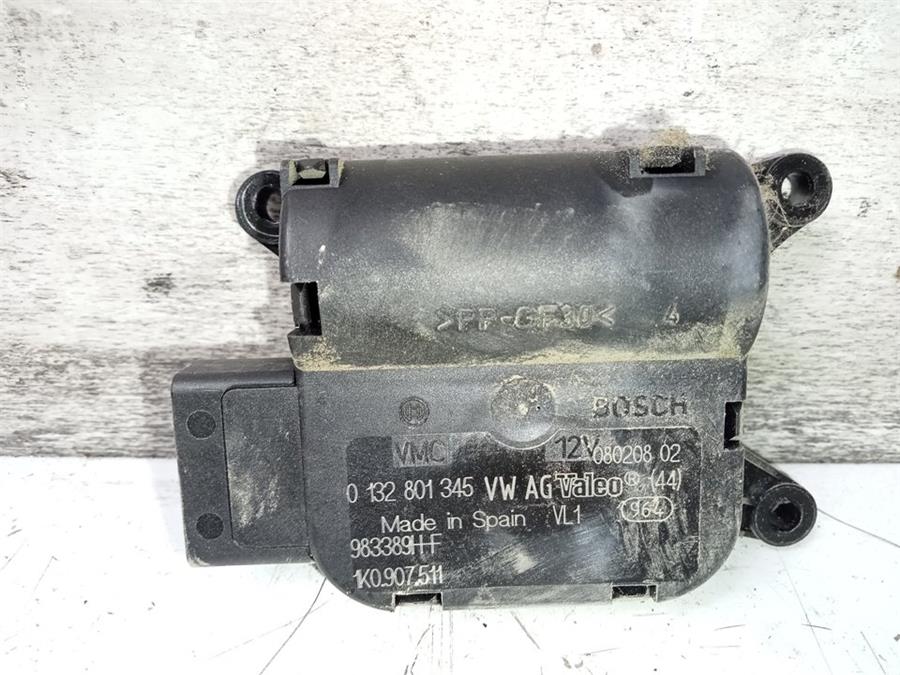 >PP-GF30< 4
BOSCH
VMC 12V 080208 02
0 132 801 345 VW AG Valeo® (44)
Made in Spain VL1 964
983389H-F
1K0.907.511